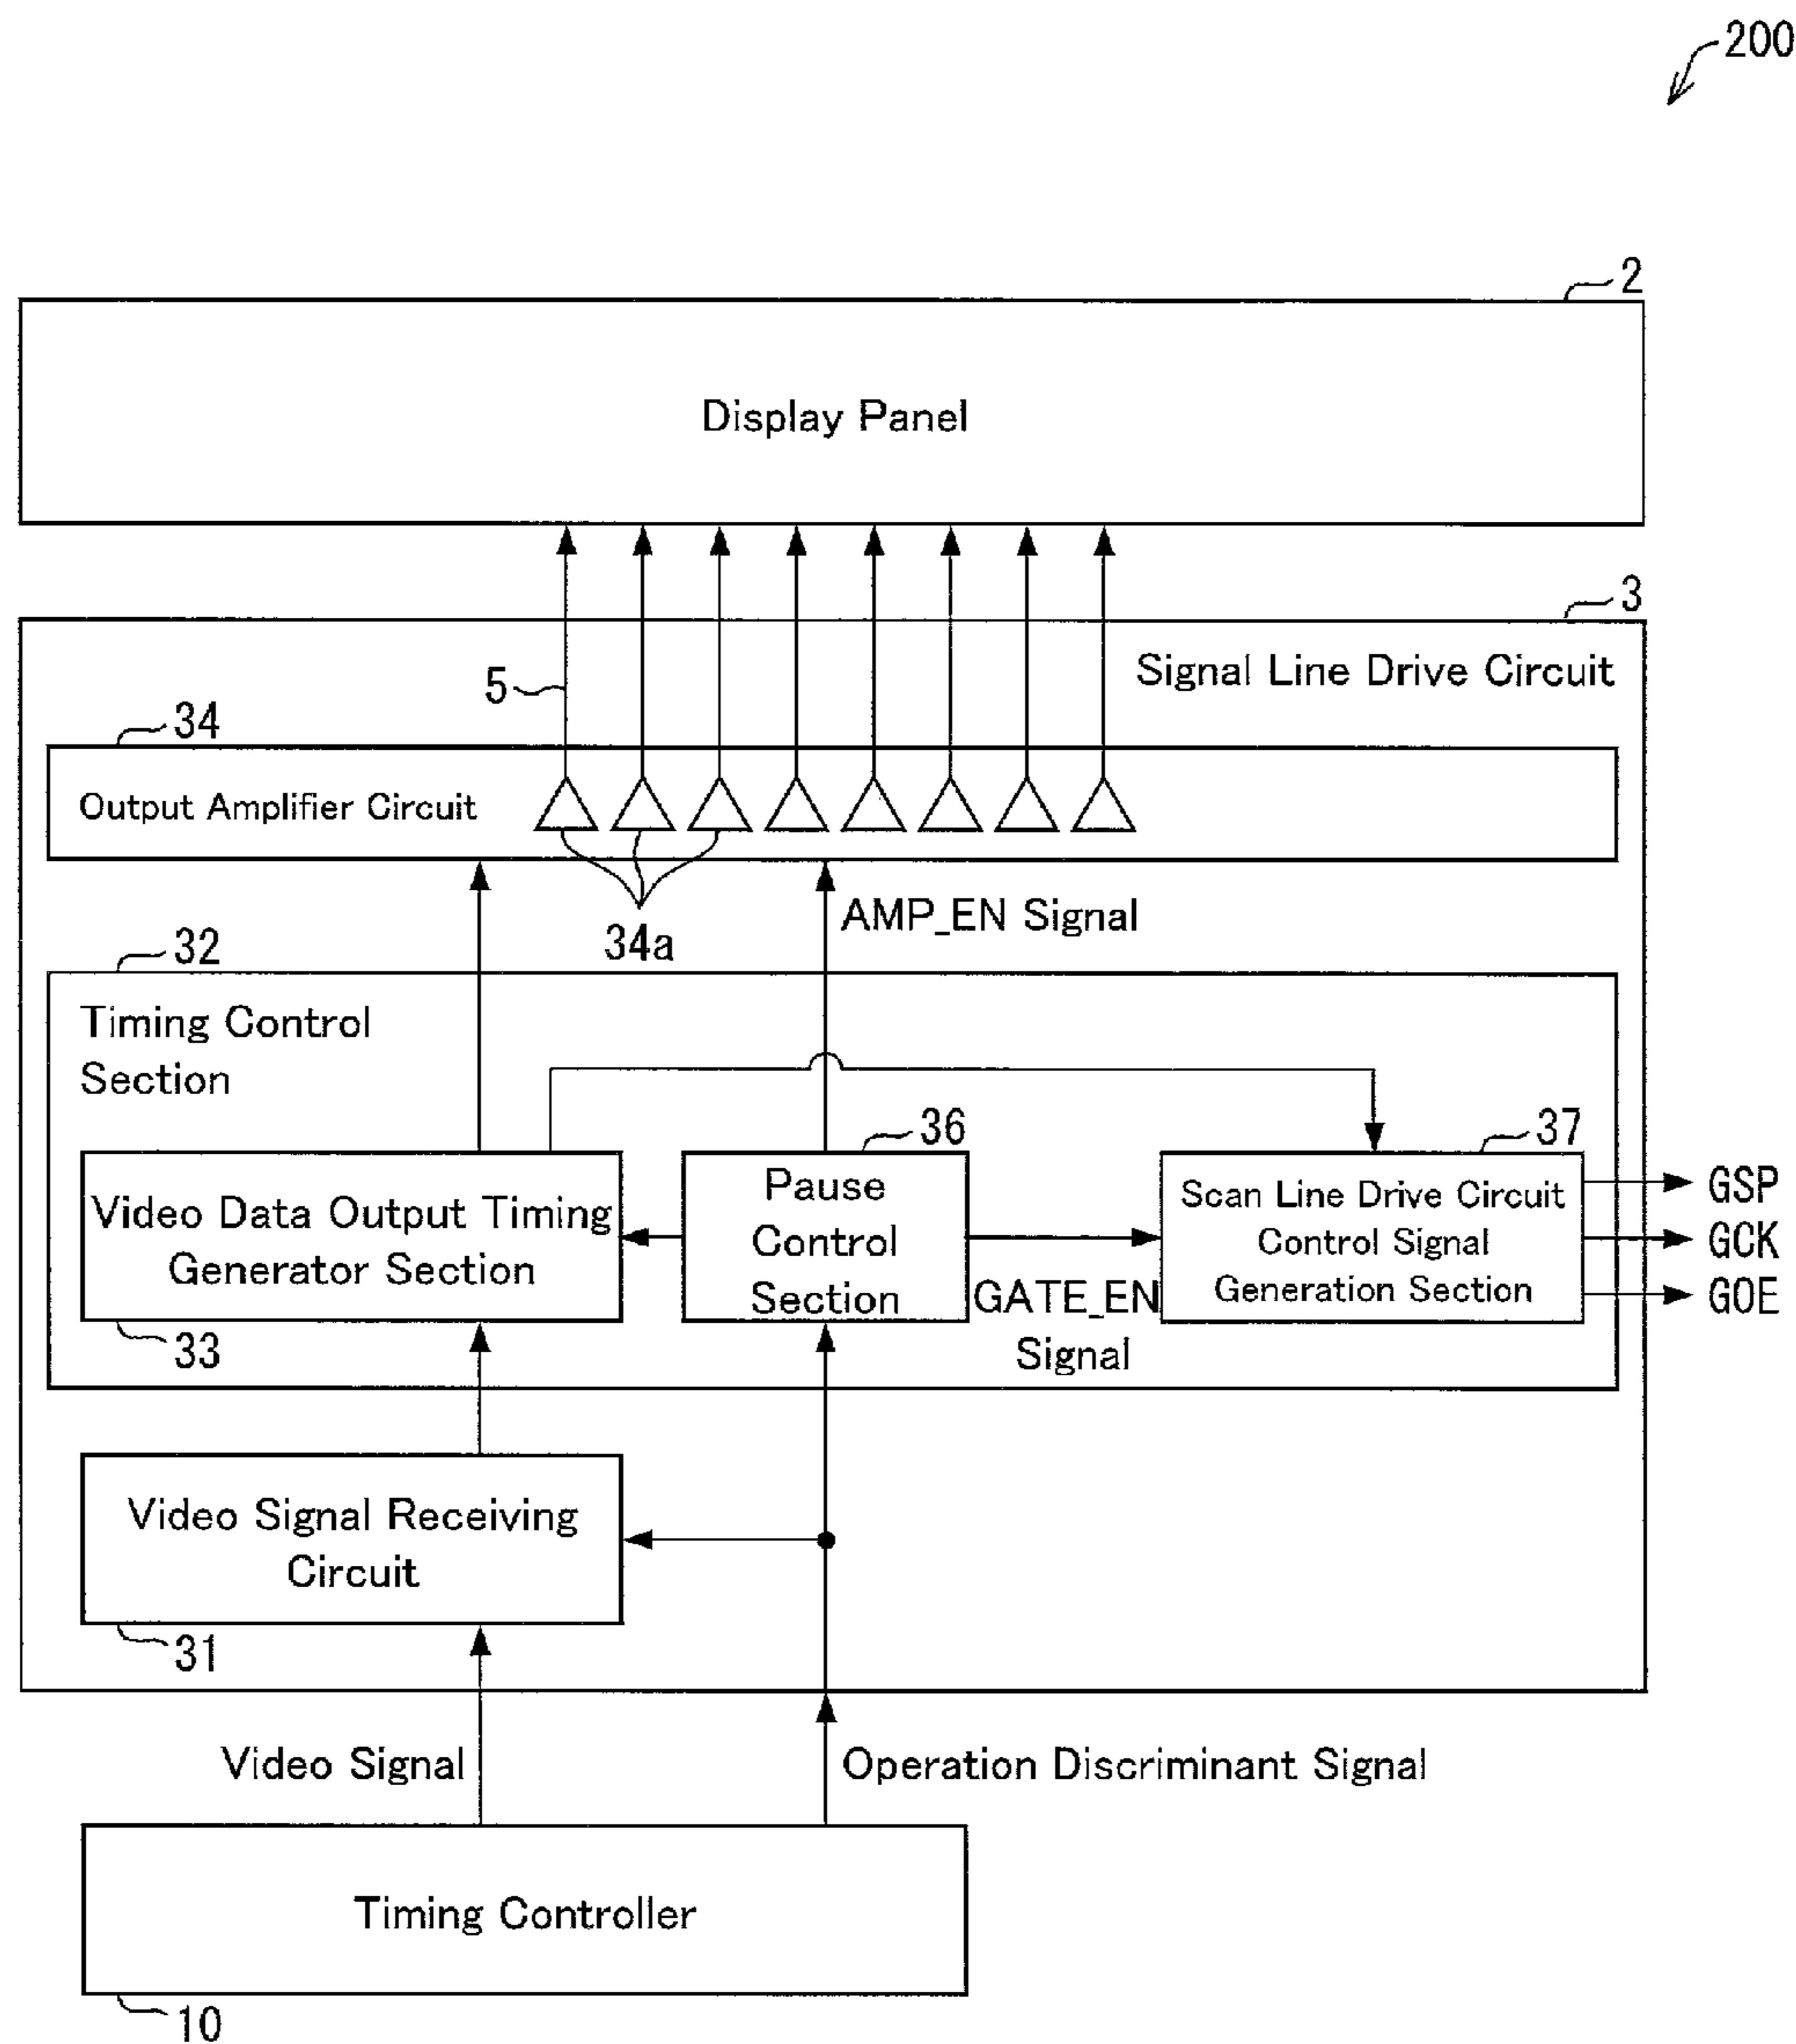 200
2
Display Panel
3
Signal Line Drive Circuit
5
34
Output Amplifier Circuit
34a
AMP_EN Signal
32
Timing Control
Section
36
37
Video Data Output Timing
Generator Section
33
Pause
Control
Section
GATE_EN
Signal
Scan Line Drive Circuit
Control Signal
Generation Section
GSP
GCK
GOE
Video Signal Receiving
Circuit
31
Video Signal
Operation Discriminant Signal
Timing Controller
10